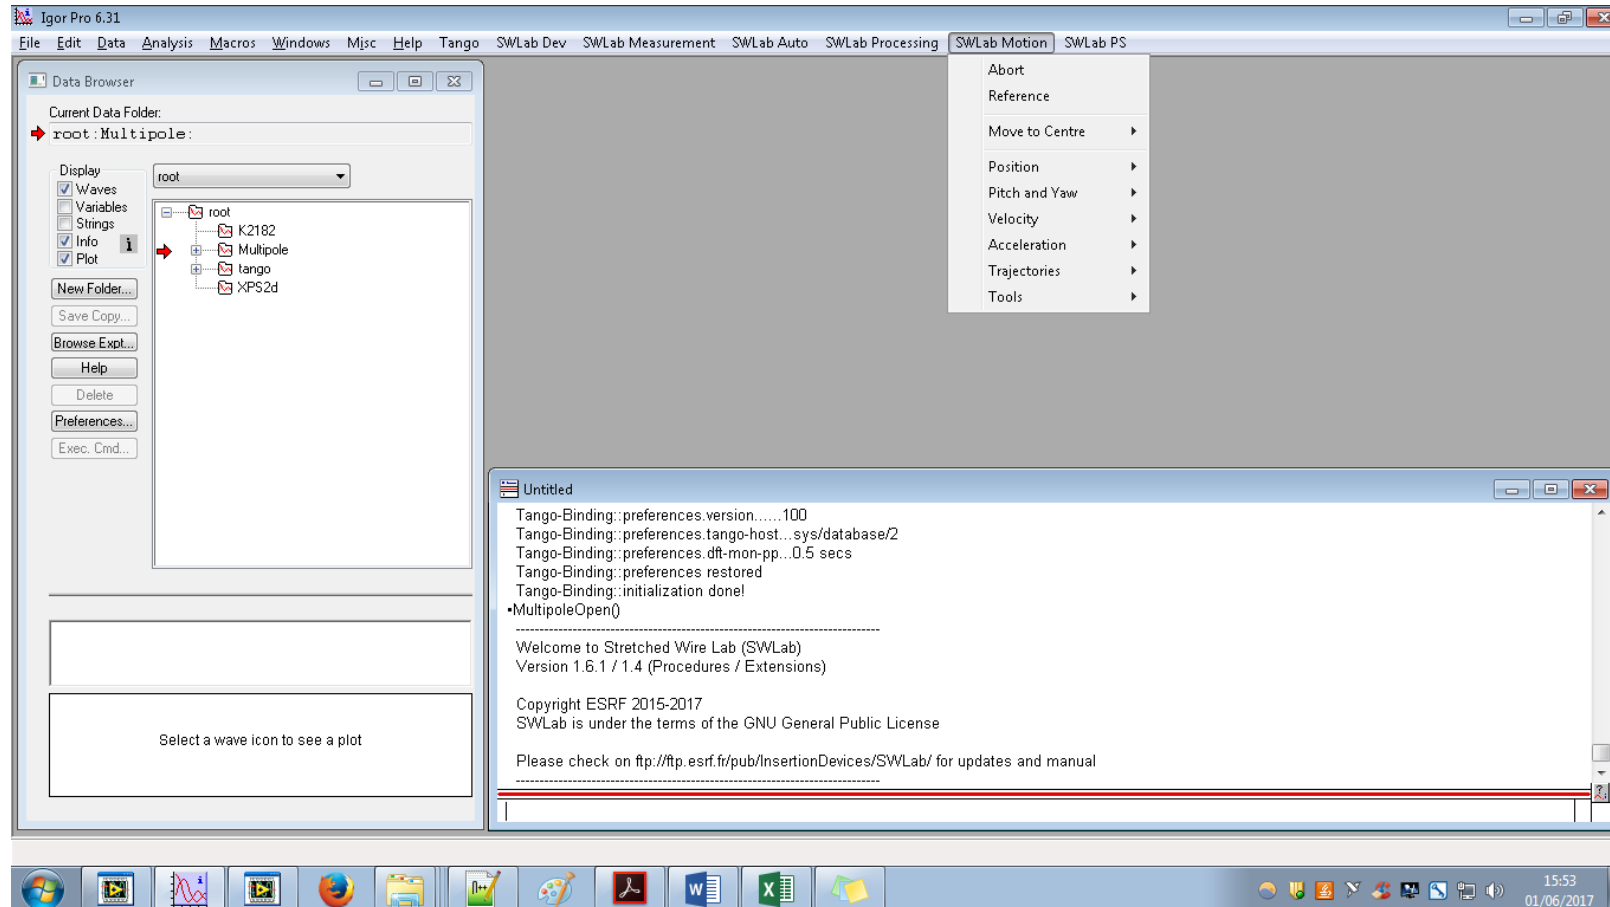 Igor Pro 6.31
File Edit Data Analysis Macros Windows Misc Help Tango SWLab Dev SWLab Measurement SWLab Auto SWLab Processing SWLab Motion SWLab PS
Data Browser
Current Data Folder:
root:Multipole:
Display
Waves
Variables
Strings
Info
i
Plot
root
root
K2182
Multipole
tango
XPS2d
New Folder...
Save Copy...
Browse Expt...
Help
Delete
Preferences...
Exec. Cmd...
Select a wave icon to see a plot
Abort
Reference
Move to Centre
Position
Pitch and Yaw
Velocity
Acceleration
Trajectories
Tools
Untitled
Tango-Binding::preferences.version......100
Tango-Binding::preferences.tango-host...sys/database/2
Tango-Binding::preferences.dft-mon-pp...0.5 secs
Tango-Binding::preferences restored
Tango-Binding::initialization done!
•MultipoleOpen()
--------------------------------------------------------------------------------
Welcome to Stretched Wire Lab (SWLab)
Version 1.6.1 / 1.4 (Procedures / Extensions)
Copyright ESRF 2015-2017
SWLab is under the terms of the GNU General Public License
Please check on ftp://ftp.esrf.fr/pub/InsertionDevices/SWLab/ for updates and manual
--------------------------------------------------------------------------------
15:53
01/06/2017